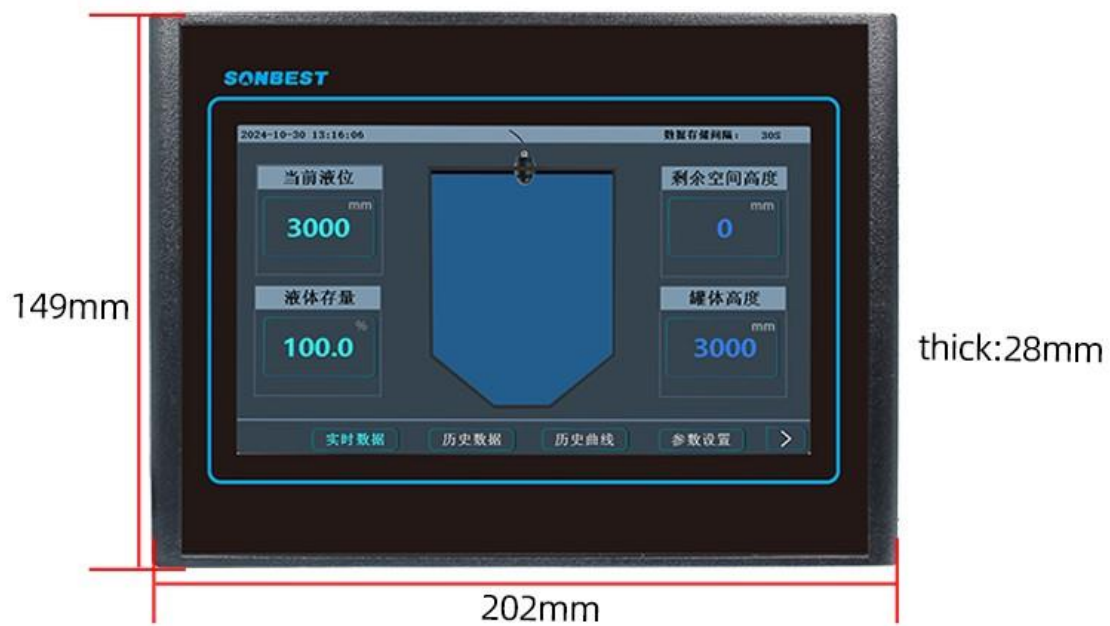 SONBEST
2024-10-30 13:16:06
数据存储间隔： 30S
当前液位
mm
3000
剩余空间高度
mm
0
液体存量
%
100.0
罐体高度
mm
3000
实时数据 历史数据 历史曲线 参数设置 >
149mm
thick:28mm
202mm